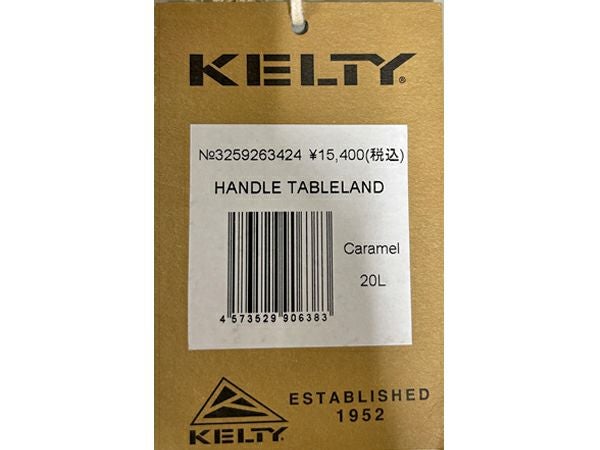 KELTY®
№3259263424 ¥15,400(税込)
HANDLE TABLELAND
Caramel
20L
4 573529 906383
KELTY®
ESTABLISHED
1952